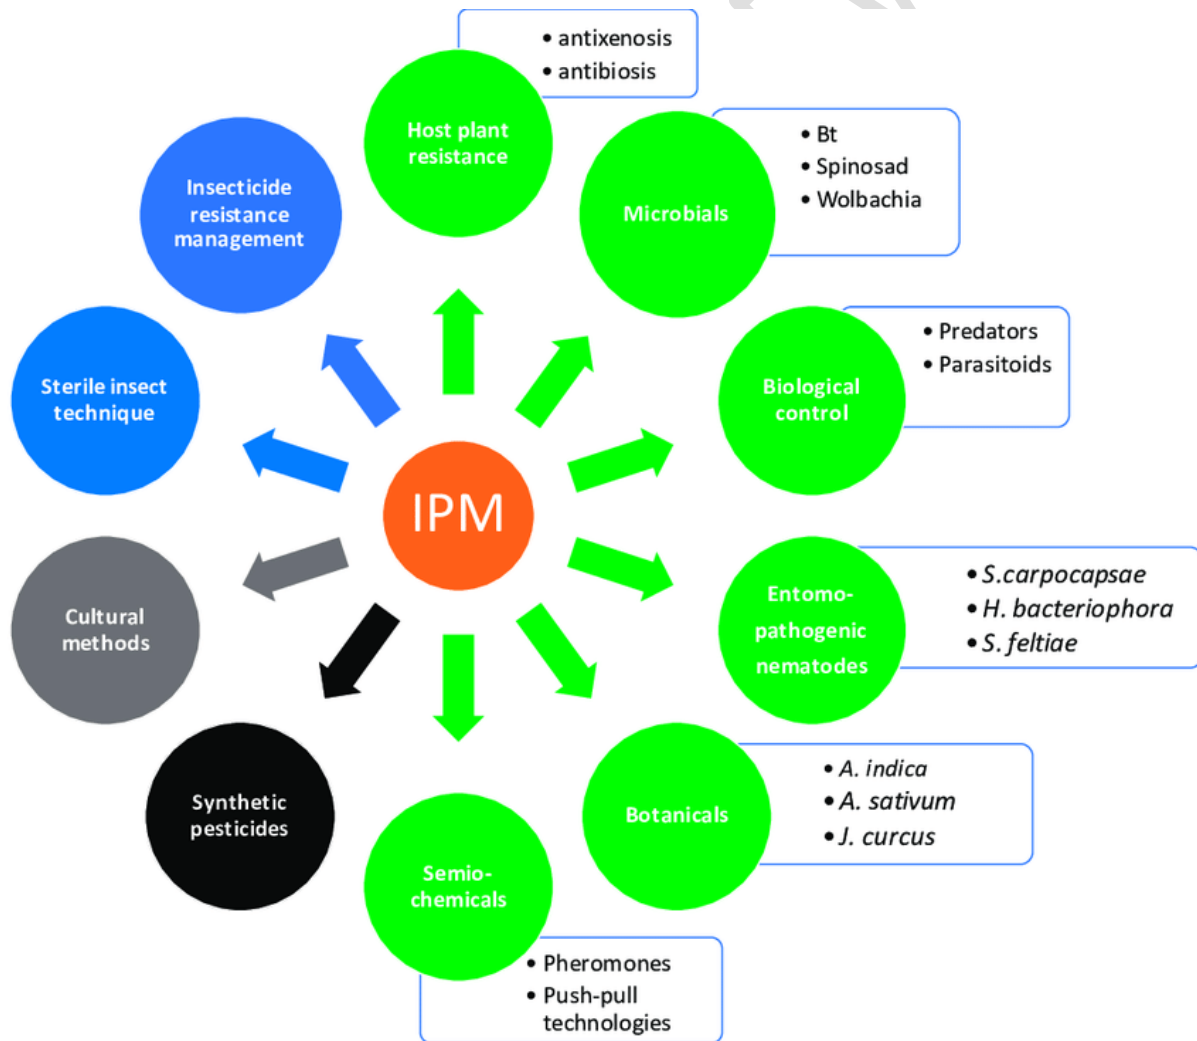 • antixenosis
• antibiosis
Host plant
resistance
• Bt
• Spinosad
• Wolbachia
Microbials
• Predators
• Parasitoids
Biological
control
• S.carpocapsae
• H. bacteriophora
• S. feltiae
Entomo-
pathogenic
nematodes
• A. indica
• A. sativum
• J. curcus
Botanicals
Semio-
chemicals
• Pheromones
• Push-pull
technologies
Synthetic
pesticides
Cultural
methods
Sterile insect
technique
Insecticide
resistance
management
IPM